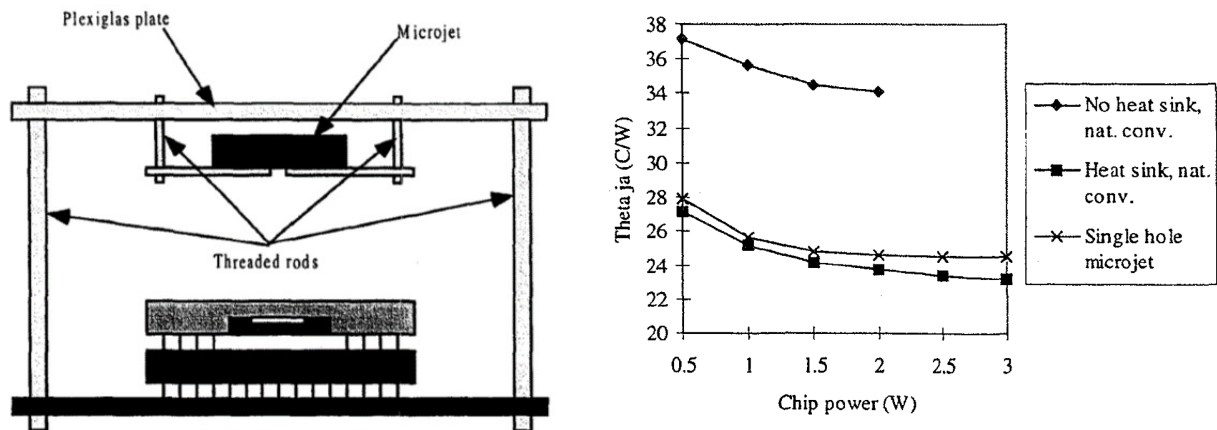 Plexiglas plate
Microjet
Threaded rods
38
36
34
32
30
28
26
24
22
20
Theta ja (C/W)
0.5
1
1.5
2
2.5
3
Chip power (W)
No heat sink,
nat. conv.
Heat sink, nat.
conv.
Single hole
microjet